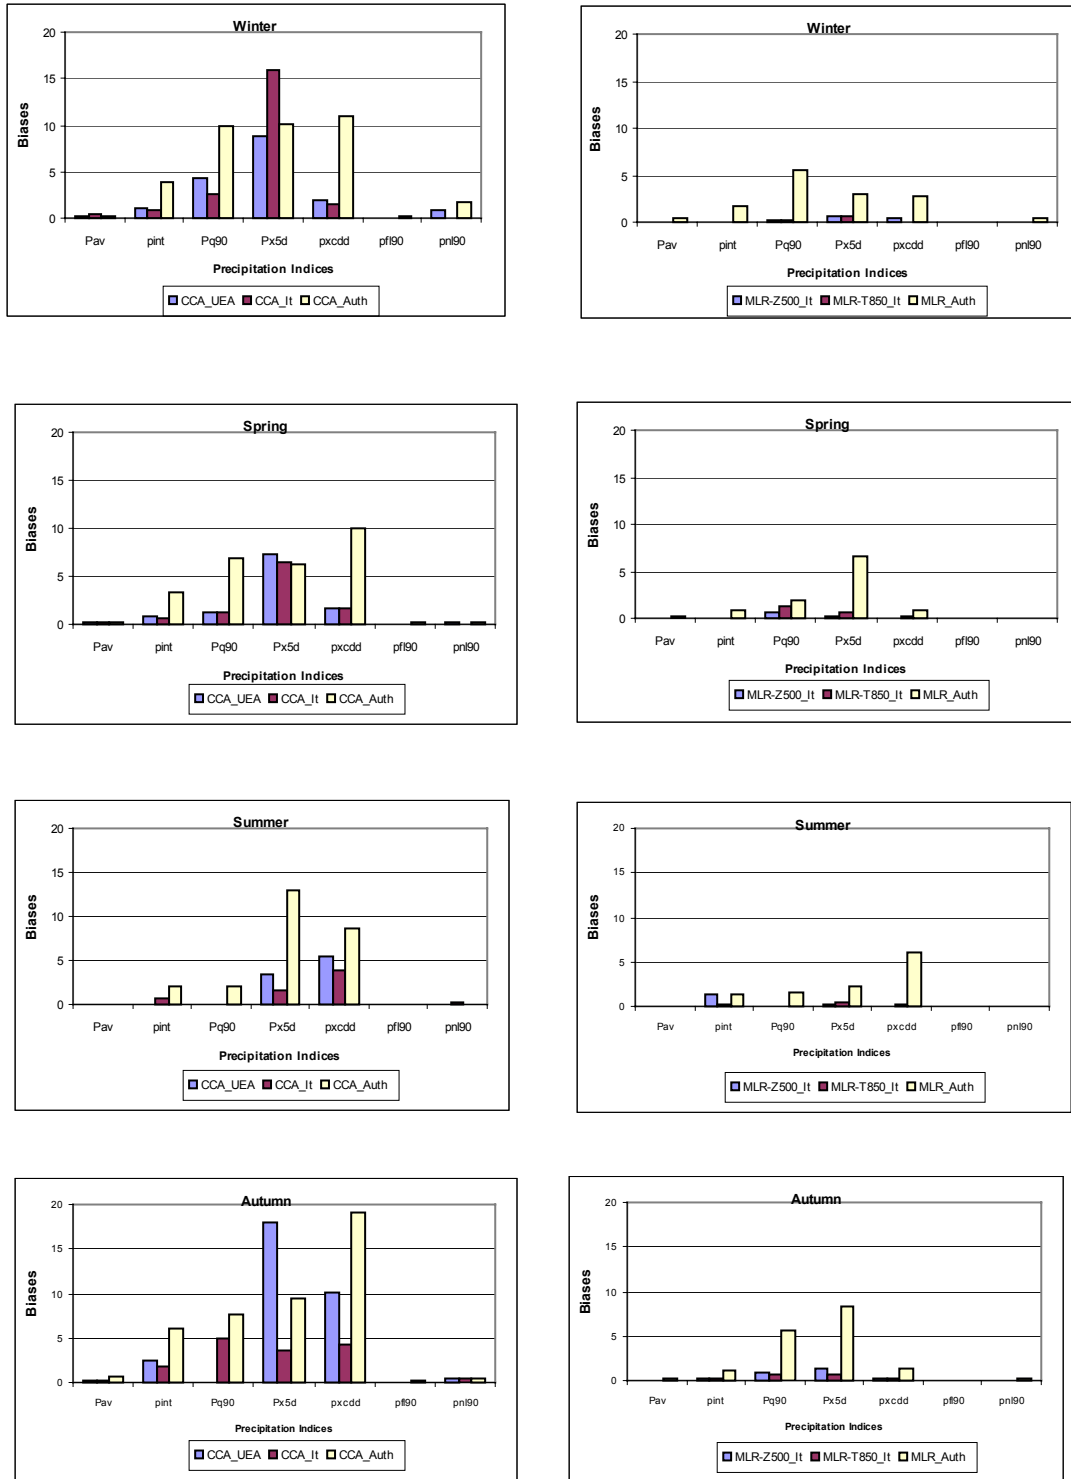 Winter
20
15
10
5
0
Biases
Pav pint Pq90 Px5d pxcdd pfl90 pnl90
Precipitation Indices
CCA_UEA CCA_It CCA_Auth
Winter
20
15
10
5
0
Biases
Pav pint Pq90 Px5d pxcdd pfl90 pnl90
Precipitation Indices
MLR-Z500_It MLR-T850_It MLR_Auth
Spring
20
15
10
5
0
Biases
Pav pint Pq90 Px5d pxcdd pfl90 pnl90
Precipitation Indices
CCA_UEA CCA_It CCA_Auth
Spring
20
15
10
5
0
Biases
Pav pint Pq90 Px5d pxcdd pfl90 pnl90
Precipitation Indices
MLR-Z500_It MLR-T850_It MLR_Auth
Summer
20
15
10
5
0
Biases
Pav pint Pq90 Px5d pxcdd pfl90 pnl90
Precipitation Indices
CCA_UEA CCA_It CCA_Auth
Summer
20
15
10
5
0
Biases
Pav pint Pq90 Px5d pxcdd pfl90 pnl90
Precipitation Indices
MLR-Z500_It MLR-T850_It MLR_Auth
Autumn
20
15
10
5
0
Biases
Pav pint Pq90 Px5d pxcdd pfl90 pnl90
Precipitation Indices
CCA_UEA CCA_It CCA_Auth
Autumn
20
15
10
5
0
Biases
Pav pint Pq90 Px5d pxcdd pfl90 pnl90
Precipitation Indices
MLR-Z500_It MLR-T850_It MLR_Auth